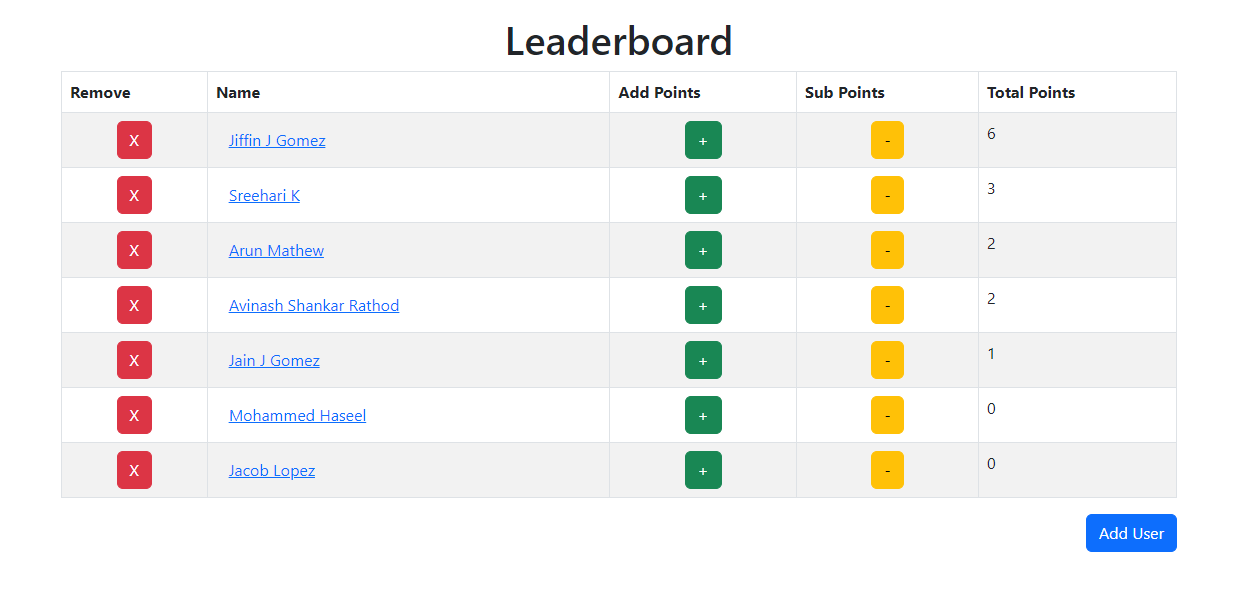 Leaderboard
Remove Name Add Points Sub Points Total Points
X Jiffin J Gomez + - 6
X Sreehari K + - 3
X Arun Mathew + - 2
X Avinash Shankar Rathod + - 2
X Jain J Gomez + - 1
X Mohammed Haseel + - 0
X Jacob Lopez + - 0
Add User